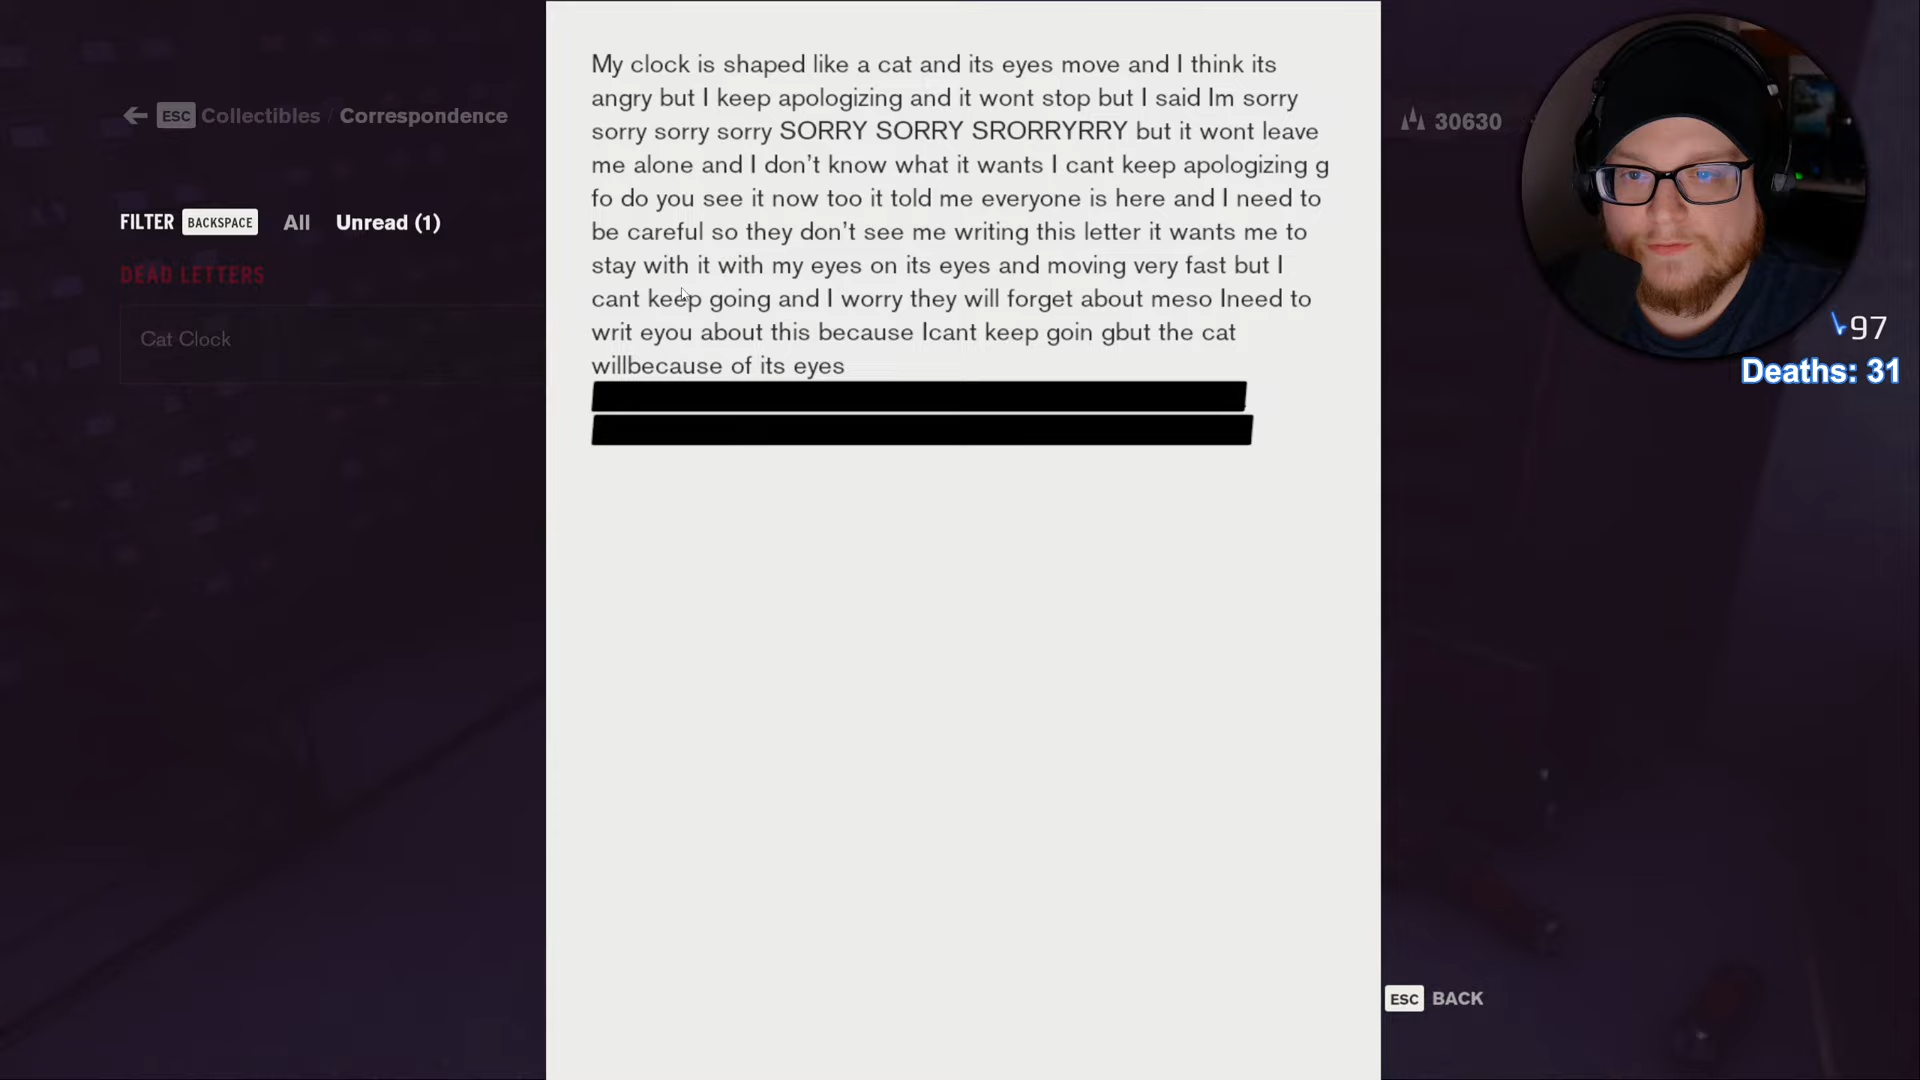 My clock is shaped like a cat and its eyes move and I think its
angry but I keep apologizing and it wont stop but I said Im sorry
sorry sorry sorry SORRY SORRY SRORRYRRY but it wont leave
me alone and I don’t know what it wants I cant keep apologizing g
fo do you see it now too it told me everyone is here and I need to
be careful so they don’t see me writing this letter it wants me to
stay with it with my eyes on its eyes and moving very fast but I
cant keep going and I worry they will forget about meso Ineed to
writ eyou about this because Icant keep goin gbut the cat
willbecause of its eyes
ESC Collectibles / Correspondence
30630
FILTER BACKSPACE All Unread (1)
DEAD LETTERS
Cat Clock
97
Deaths: 31
ESC BACK